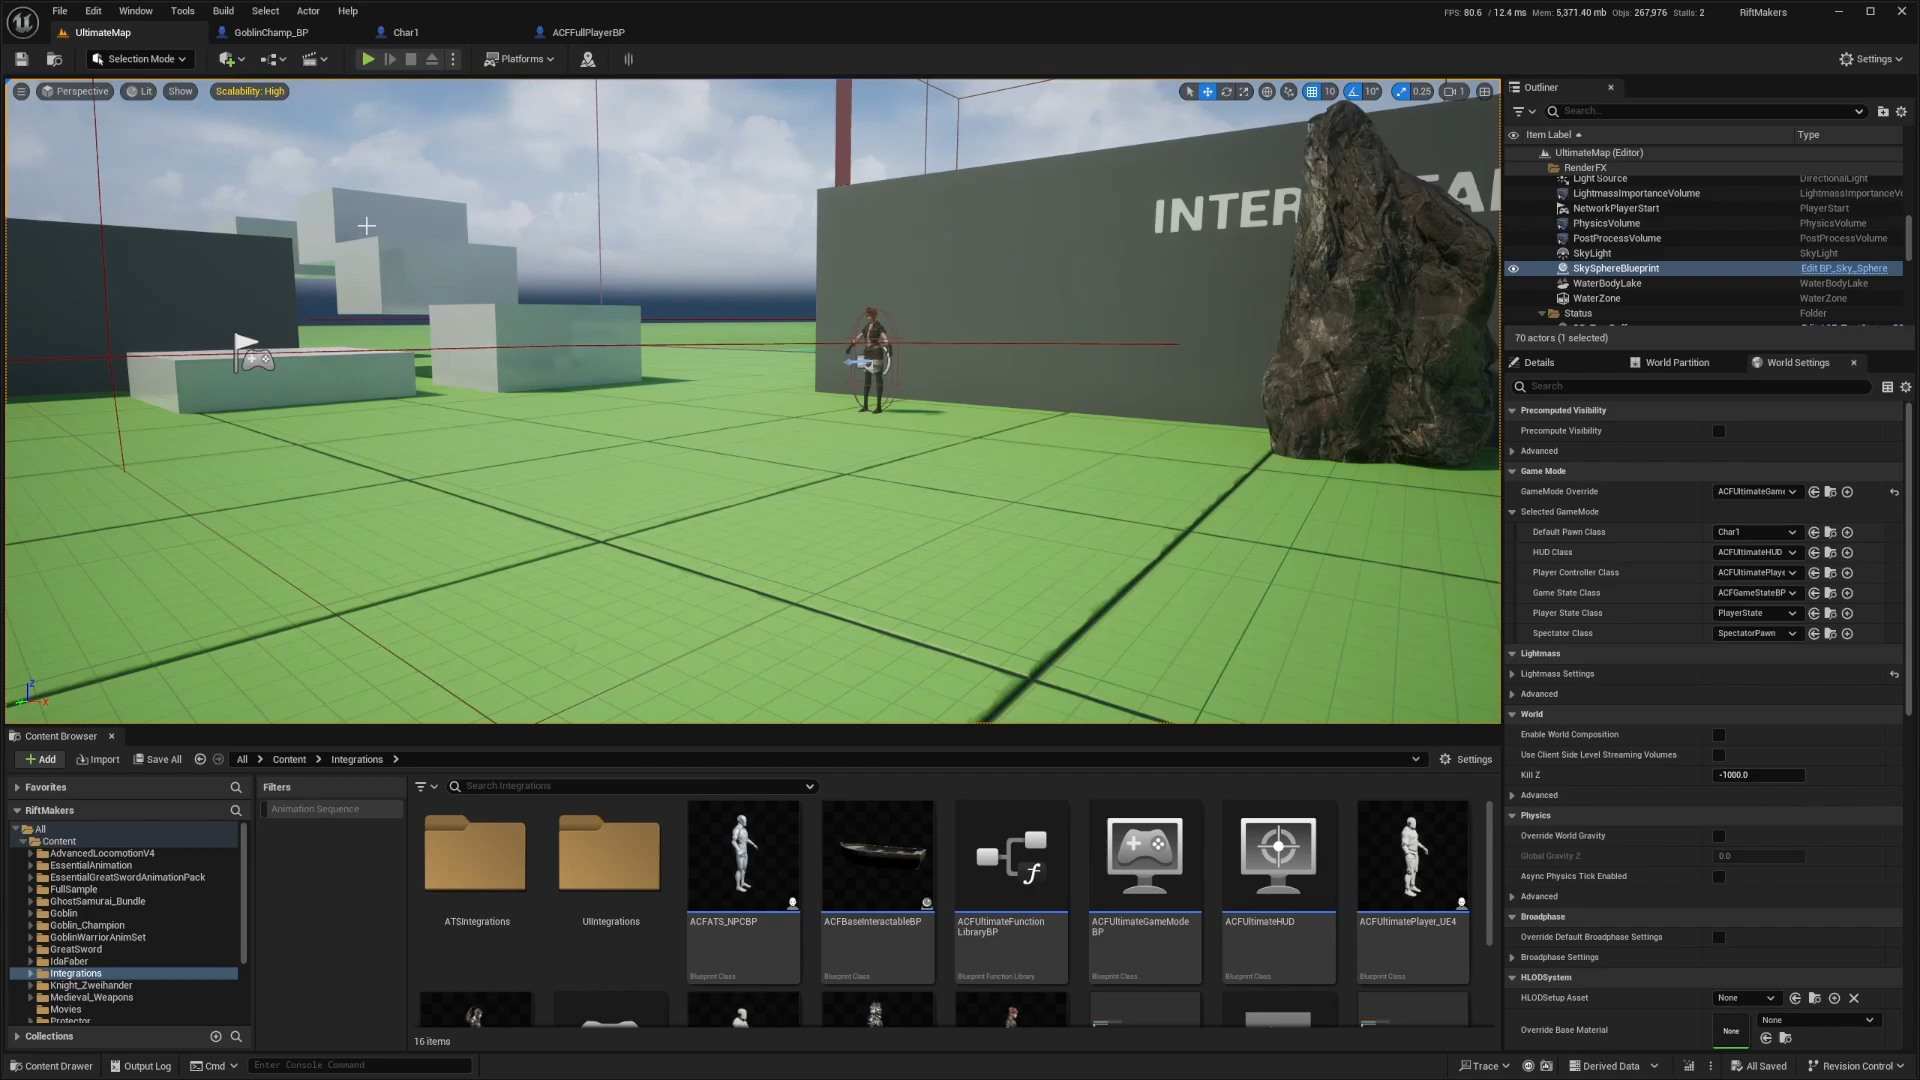 File Edit Window Tools Build Select Actor Help
FPS: 80.6 / 12.4 ms Mem: 5,371.40 mb Objs: 267,976 Stalls: 2
RiftMakers
UltimateMap
GoblinChamp_BP
Char1
ACFFullPlayerBP
Selection Mode
Platforms
Settings
Perspective
Lit
Show
Scalability: High
10
10°
0.25
1
INTER
Outliner
Search...
Item Label
Type
UltimateMap (Editor)
RenderFX
Light Source DirectionalLight
LightmassImportanceVolume LightmassImportanceVo
NetworkPlayerStart PlayerStart
PhysicsVolume PhysicsVolume
PostProcessVolume PostProcessVolume
SkyLight SkyLight
SkySphereBlueprint Edit BP_Sky_Sphere
WaterBodyLake WaterBodyLake
WaterZone WaterZone
Status Folder
70 actors (1 selected)
Details
World Partition
World Settings
Search
Precomputed Visibility
Precompute Visibility
Advanced
Game Mode
GameMode Override ACFUltimateGame
Selected GameMode
Default Pawn Class Char1
HUD Class ACFUltimateHUD
Player Controller Class ACFUltimatePlaye
Game State Class ACFGameStateBP
Player State Class PlayerState
Spectator Class SpectatorPawn
Lightmass
Lightmass Settings
Advanced
World
Enable World Composition
Use Client Side Level Streaming Volumes
Kill Z -1000.0
Advanced
Physics
Override World Gravity
Global Gravity Z 0.0
Async Physics Tick Enabled
Advanced
Broadphase
Override Default Broadphase Settings
Broadphase Settings
HLODSystem
HLODSetup Asset None
Override Base Material None None
Content Browser
Add
Import
Save All
All
Content
Integrations
Settings
Favorites
RiftMakers
All
Content
AdvancedLocomotionV4
EssentialAnimation
EssentialGreatSwordAnimationPack
FullSample
GhostSamurai_Bundle
Goblin
Goblin_Champion
GoblinWarriorAnimSet
GreatSword
IdaFaber
Integrations
Knight_Zweihander
Medieval_Weapons
Movies
Protector
Collections
Filters
Animation Sequence
Search Integrations
ATSIntegrations
UIIntegrations
ACFATS_NPCBP
Blueprint Class
ACFBaseInteractableBP
Blueprint Class
ACFUltimateFunction
LibraryBP
Blueprint Function Library
ACFUltimateGameMode
BP
Blueprint Class
ACFUltimateHUD
Blueprint Class
ACFUltimatePlayer_UE4
Blueprint Class
16 items
Content Drawer
Output Log
Cmd
Enter Console Command
Trace
Derived Data
All Saved
Revision Control